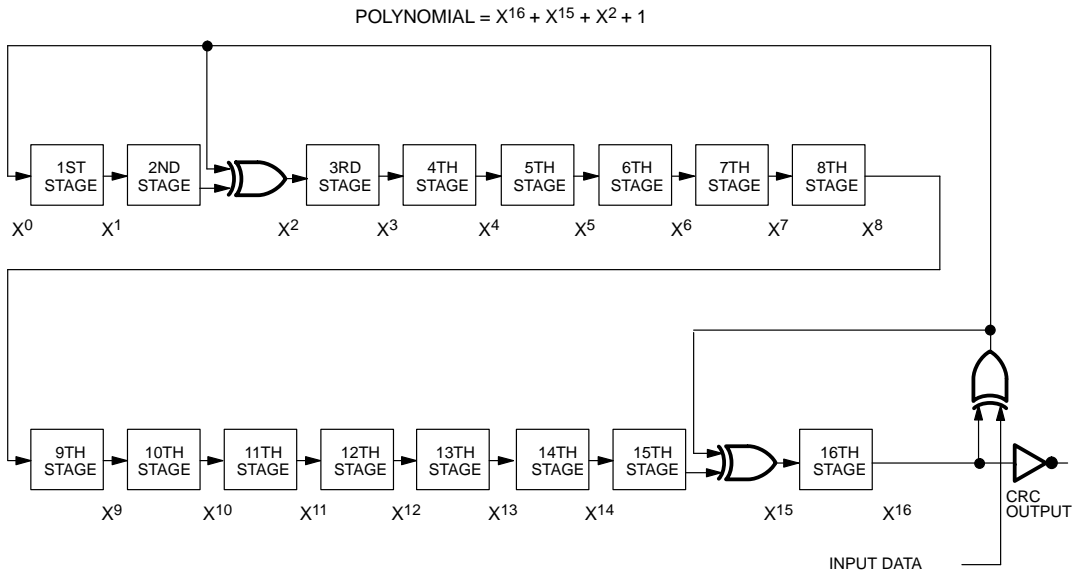 POLYNOMIAL = X16 + X15 + X2 + 1
1ST STAGE
2ND STAGE
3RD STAGE
4TH STAGE
5TH STAGE
6TH STAGE
7TH STAGE
8TH STAGE
X0 X1 X2 X3 X4 X5 X6 X7 X8
9TH STAGE
10TH STAGE
11TH STAGE
12TH STAGE
13TH STAGE
14TH STAGE
15TH STAGE
16TH STAGE
X9 X10 X11 X12 X13 X14 X15 X16
CRC
OUTPUT
INPUT DATA